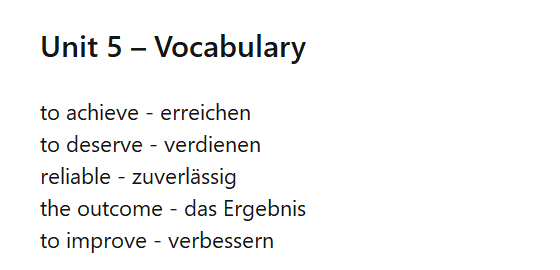 Unit 5 – Vocabulary
to achieve - erreichen
to deserve - verdienen
reliable - zuverlässig
the outcome - das Ergebnis
to improve - verbessern